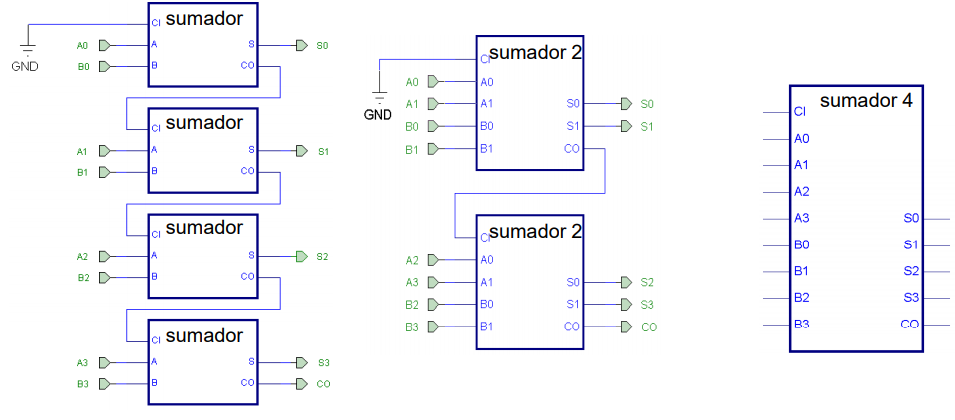 sumador
CI
A0 A S S0
B0 B CO
GND
sumador
CI
A1 A S S1
B1 B CO
sumador
CI
A2 A S S2
B2 B CO
sumador
CI
A3 A S S3
B3 B CO CO
sumador 2
CI
A0 A0
A1 A1 S0 S0
B0 B0 S1 S1
B1 B1 CO
GND
sumador 2
CI
A2 A0
A3 A1 S0 S2
B2 B0 S1 S3
B3 B1 CO CO
sumador 4
CI
A0
A1
A2
A3 S0
B0 S1
B1 S2
B2 S3
B3 CO